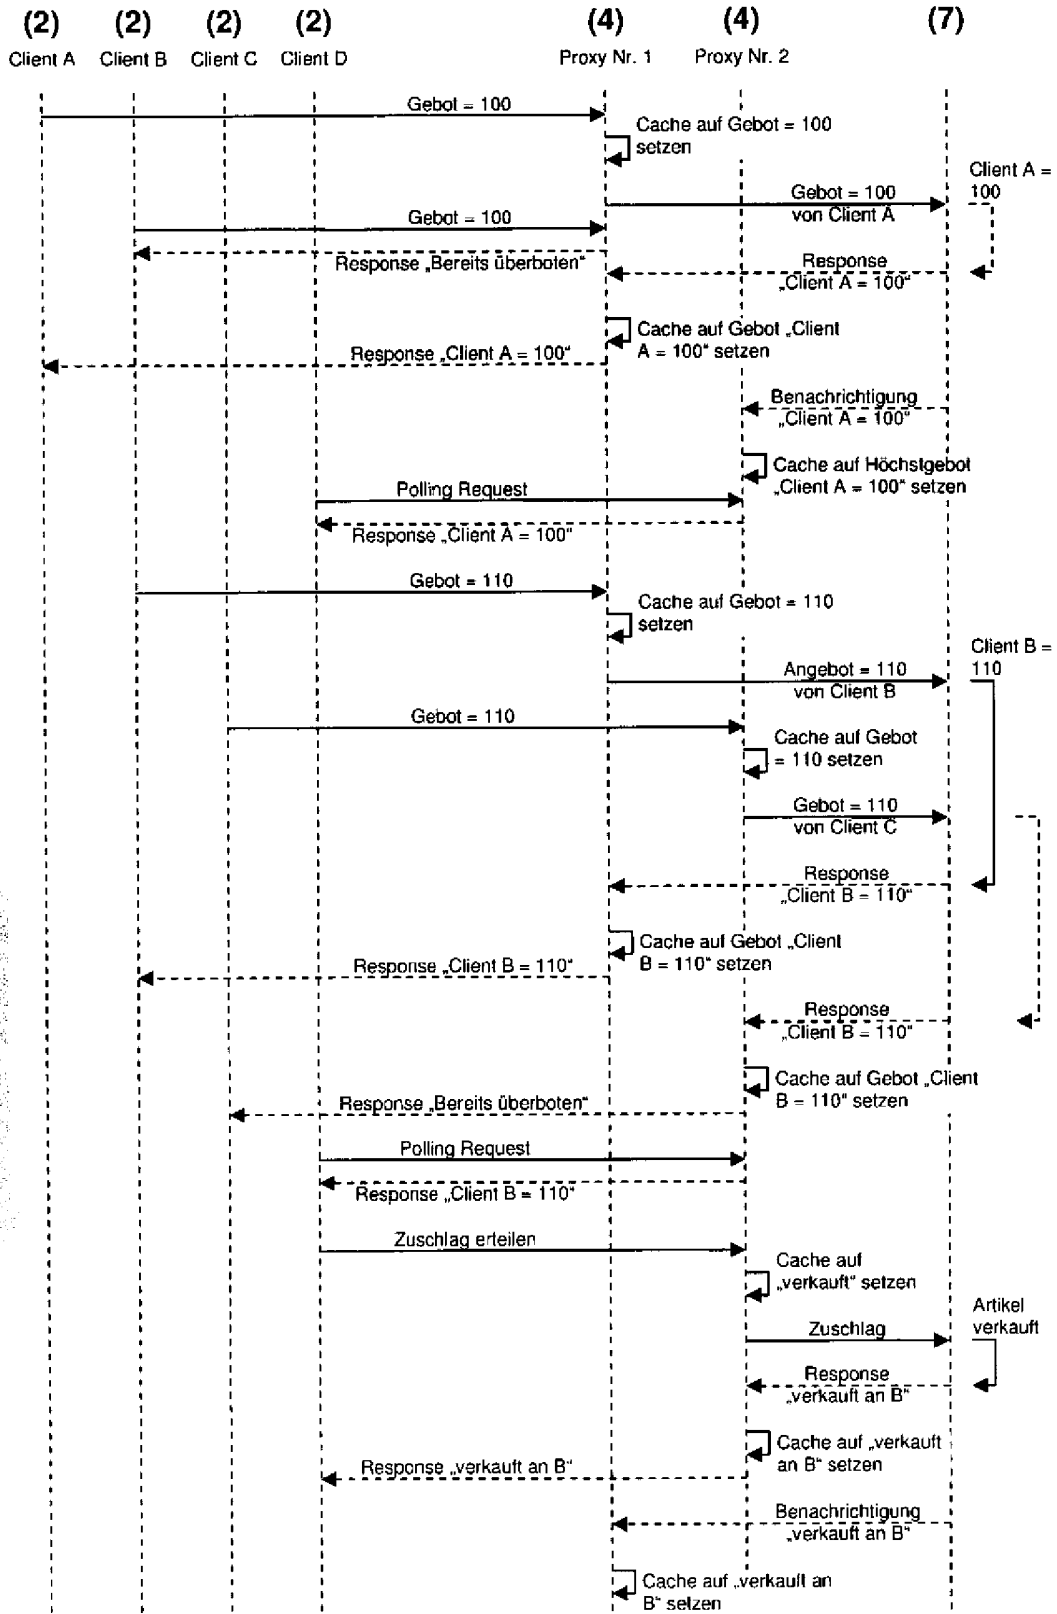 (2) (2) (2) (2) (4) (4) (7)
Client A Client B Client C Client D Proxy Nr. 1 Proxy Nr. 2
Gebot = 100
Cache auf Gebot = 100
setzen
Client A =
100
Gebot = 100
von Client A
Gebot = 100
Response „Bereits überboten“
Response
„Client A = 100“
Cache auf Gebot „Client
A = 100“ setzen
Response „Client A = 100“
Benachrichtigung
„Client A = 100“
Cache auf Höchstgebot
„Client A = 100“ setzen
Polling Request
Response „Client A = 100“
Gebot = 110
Cache auf Gebot = 110
setzen
Client B =
110
Angebot = 110
von Client B
Gebot = 110
Cache auf Gebot
= 110 setzen
Gebot = 110
von Client C
Response
„Client B = 110“
Cache auf Gebot „Client
B = 110“ setzen
Response „Client B = 110“
Response
„Client B = 110“
Cache auf Gebot „Client
B = 110“ setzen
Response „Bereits überboten“
Polling Request
Response „Client B = 110“
Zuschlag erteilen
Cache auf
„verkauft“ setzen
Artikel
verkauft
Zuschlag
Response
„verkauft an B“
Cache auf „verkauft
an B“ setzen
Response „verkauft an B“
Benachrichtigung
„verkauft an B“
Cache auf „verkauft an
B“ setzen